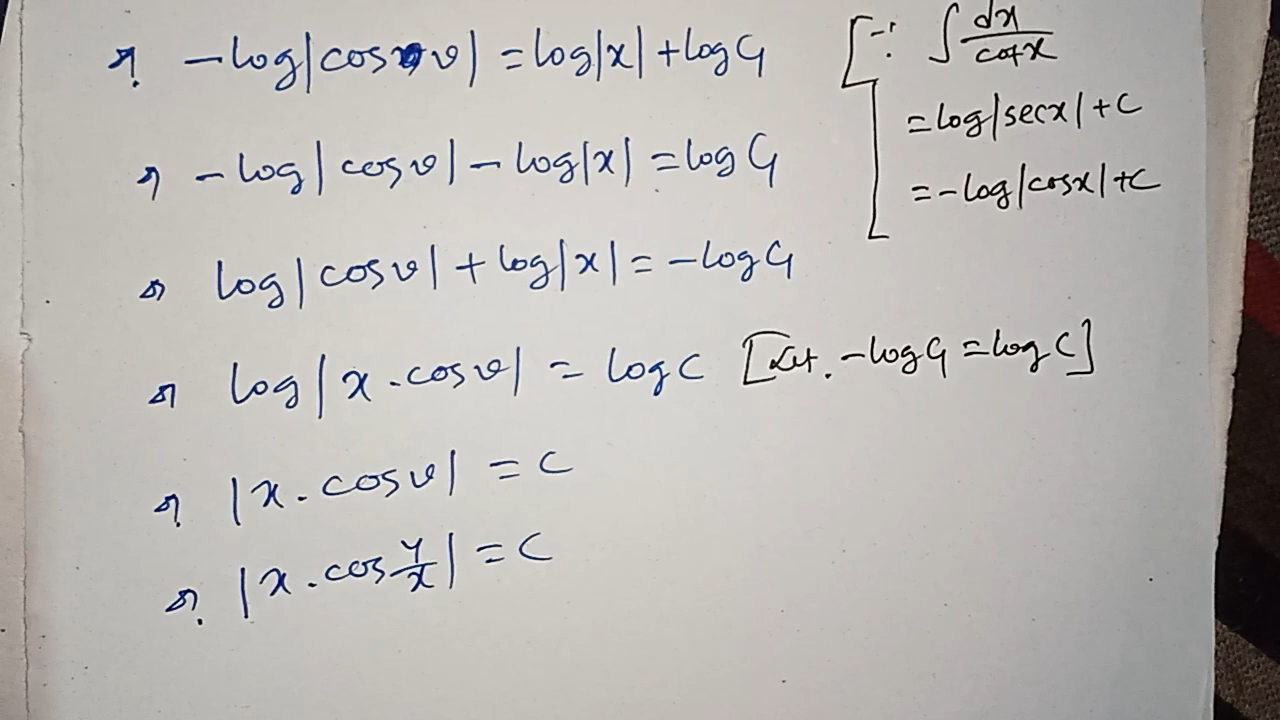 ⇒ -log|cos v| = log|x| + log C₁
[∵ ∫ dx/cot x
= log|sec x| + C
= -log|cos x| + C
⇒ -log|cos v| - log|x| = log C₁
⇒ log|cos v| + log|x| = -log C₁
⇒ log|x . cos v| = log C [Let. -log C₁ = log C]
⇒ |x . cos v| = C
⇒ |x . cos y/x| = C